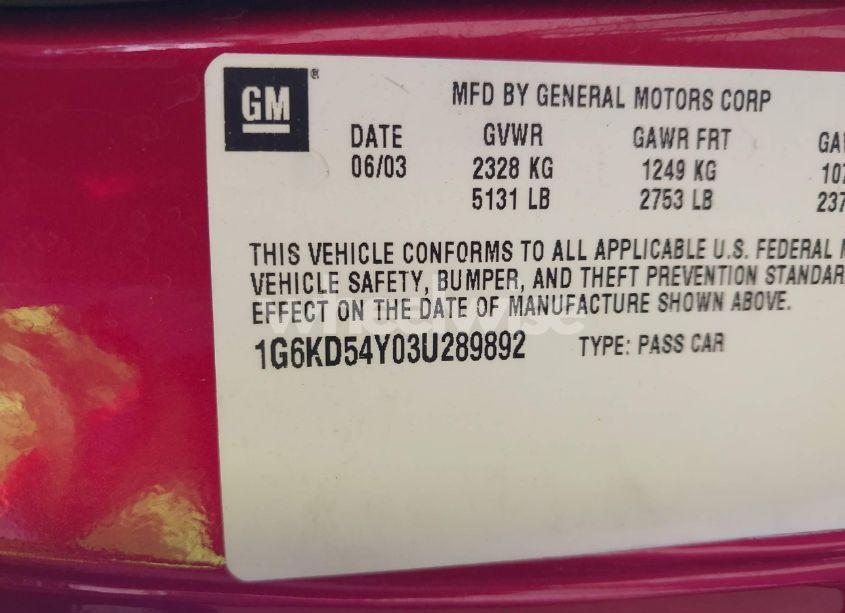 GM®
MFD BY GENERAL MOTORS CORP
DATE GVWR GAWR FRT
06/03 2328 KG 1249 KG
5131 LB 2753 LB
THIS VEHICLE CONFORMS TO ALL APPLICABLE U.S. FEDERAL
VEHICLE SAFETY, BUMPER, AND THEFT PREVENTION
EFFECT ON THE DATE OF MANUFACTURE SHOWN ABOVE.
wheelwise
1G6KD54Y03U289892 TYPE: PASS CAR